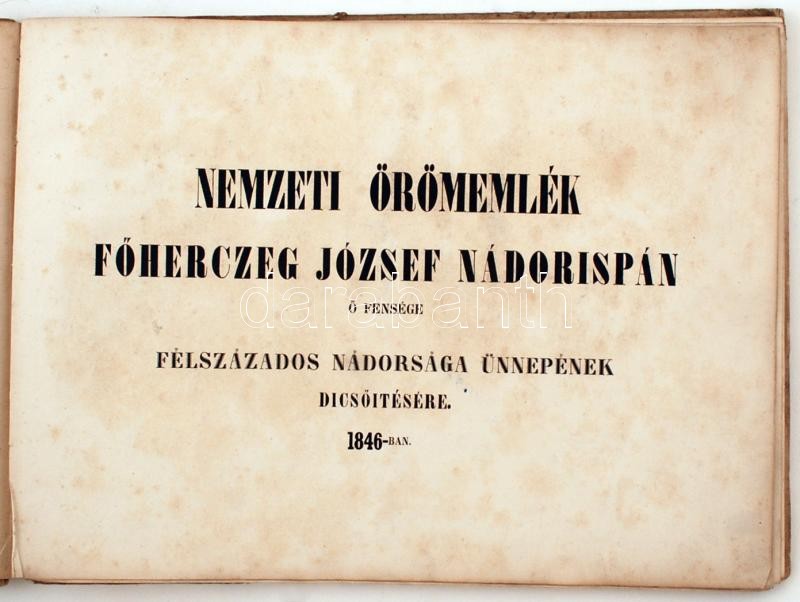 NEMZETI ÖRÖMEMLÉK
FŐHERCZEG JÓZSEF NÁDORISPÁN
Ő FENSÉGE
FÉLSZÁZADOS NÁDORSÁGA ÜNNEPÉNEK
DICSŐITÉSÉRE.
1846-BAN.
darabanth